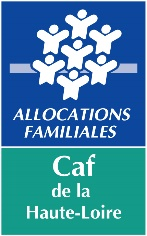 ALLOCATIONS
FAMILIALES
Caf
de la
Haute-Loire